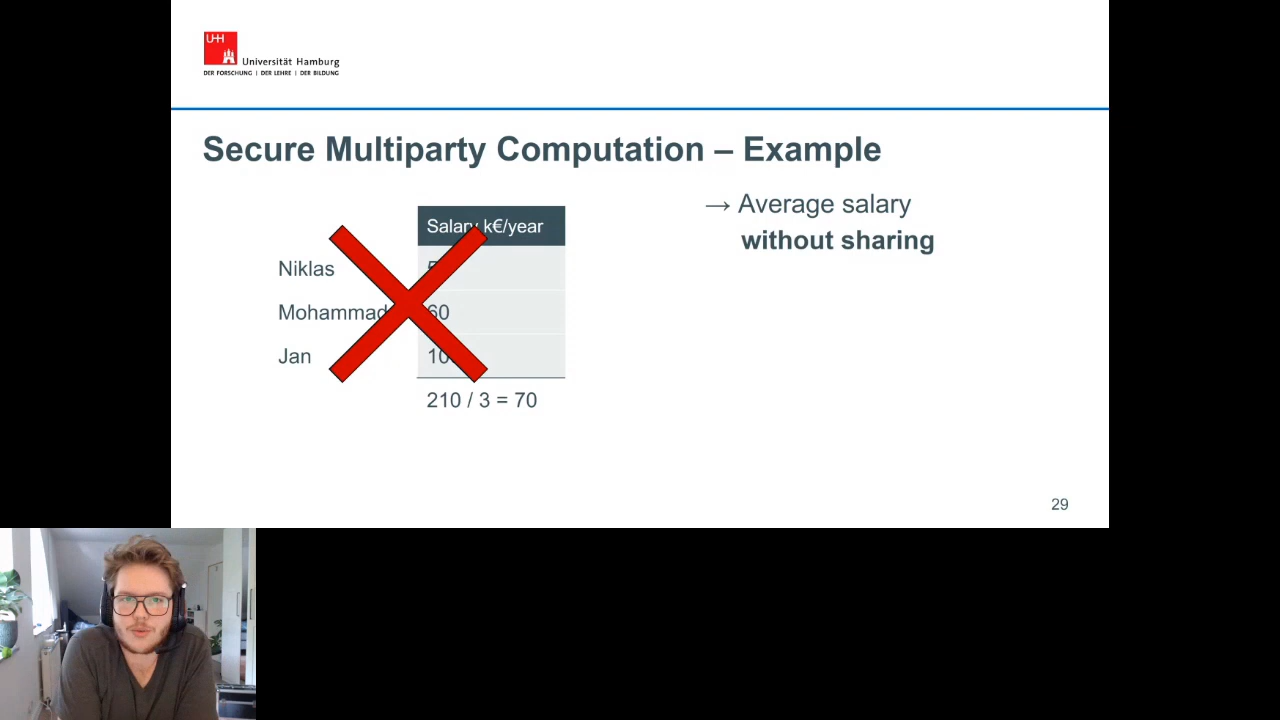 UHH
Universität Hamburg
DER FORSCHUNG | DER LEHRE | DER BILDUNG
Secure Multiparty Computation – Example
→ Average salary
without sharing
Salary k€/year
Niklas
Mohammad
60
Jan
210 / 3 = 70
29